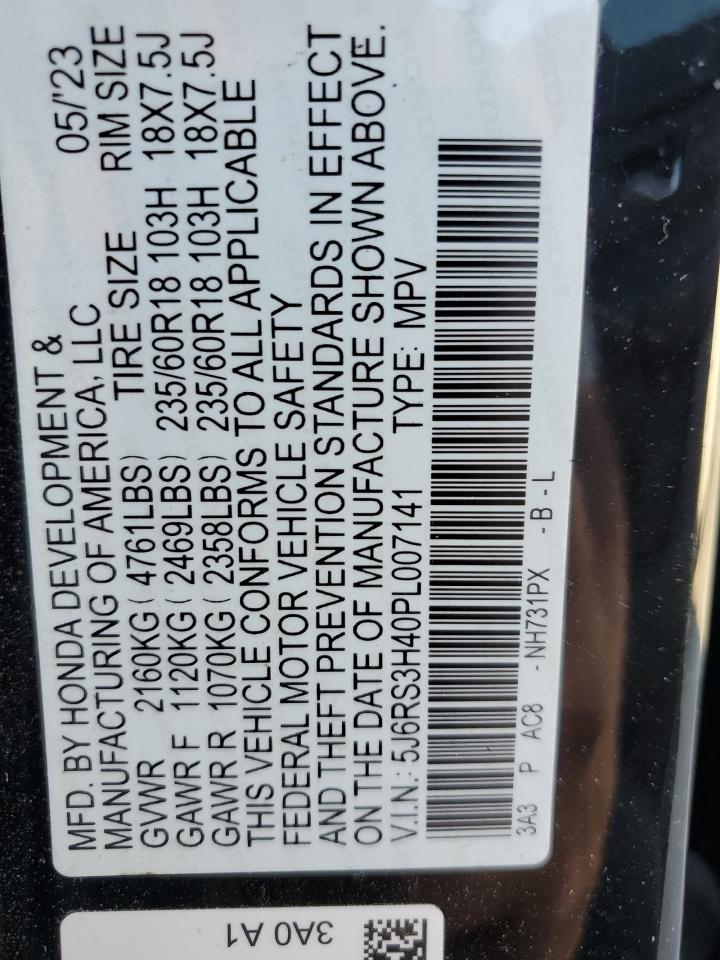 MFD. BY HONDA DEVELOPMENT & 05/'23
MANUFACTURING OF AMERICA, LLC TIRE SIZE RIM SIZE
GVWR 2160KG ( 4761LBS) 235/60R18 103H 18X7.5J
GAWR F 1120KG ( 2469LBS) 235/60R18 103H 18X7.5J
GAWR R 1070KG ( 2358LBS)
THIS VEHICLE CONFORMS TO ALL APPLICABLE
FEDERAL MOTOR VEHICLE SAFETY
AND THEFT PREVENTION STANDARDS IN EFFECT
ON THE DATE OF MANUFACTURE SHOWN ABOVE.
V.I.N.: 5J6RS3H40PL007141 TYPE: MPV
3A3 P AC8 - NH731PX - B - L
3A0 A1